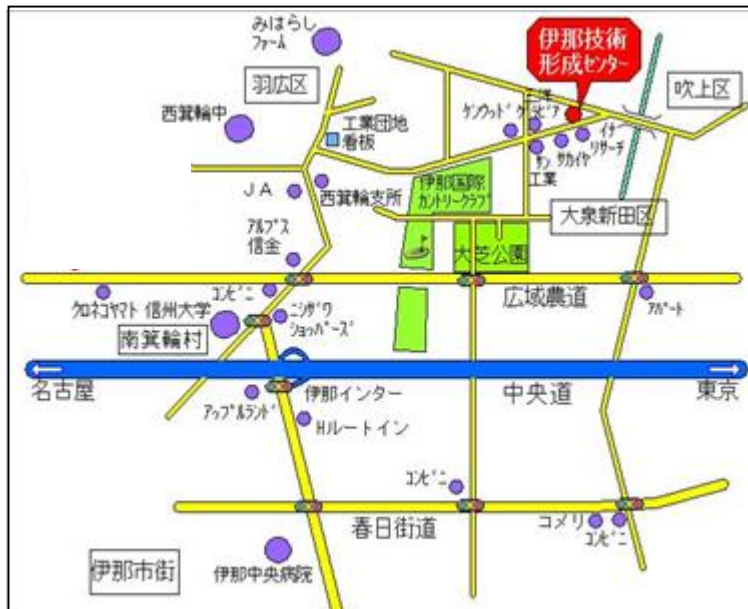 みはらし
ファーム
伊那技術
形成センター
羽広区
吹上区
西箕輪中
工業団地
看板
三洋
ケンウッド
クラビア
イナ
リサーチ
サン
工業
サカイヤ
JA
西箕輪支所
伊那国際
カントリークラブ
大泉新田区
アルプス
信金
大芝公園
クロネコヤマト
信州大学
コンビニ
ニシザワ
ショッパーズ
広域農道
アパート
南箕輪村
名古屋
アップルランド
伊那インター
中央道
東京
Hルートイン
コンビニ
春日街道
コメリ
コンビニ
伊那市街
伊那中央病院